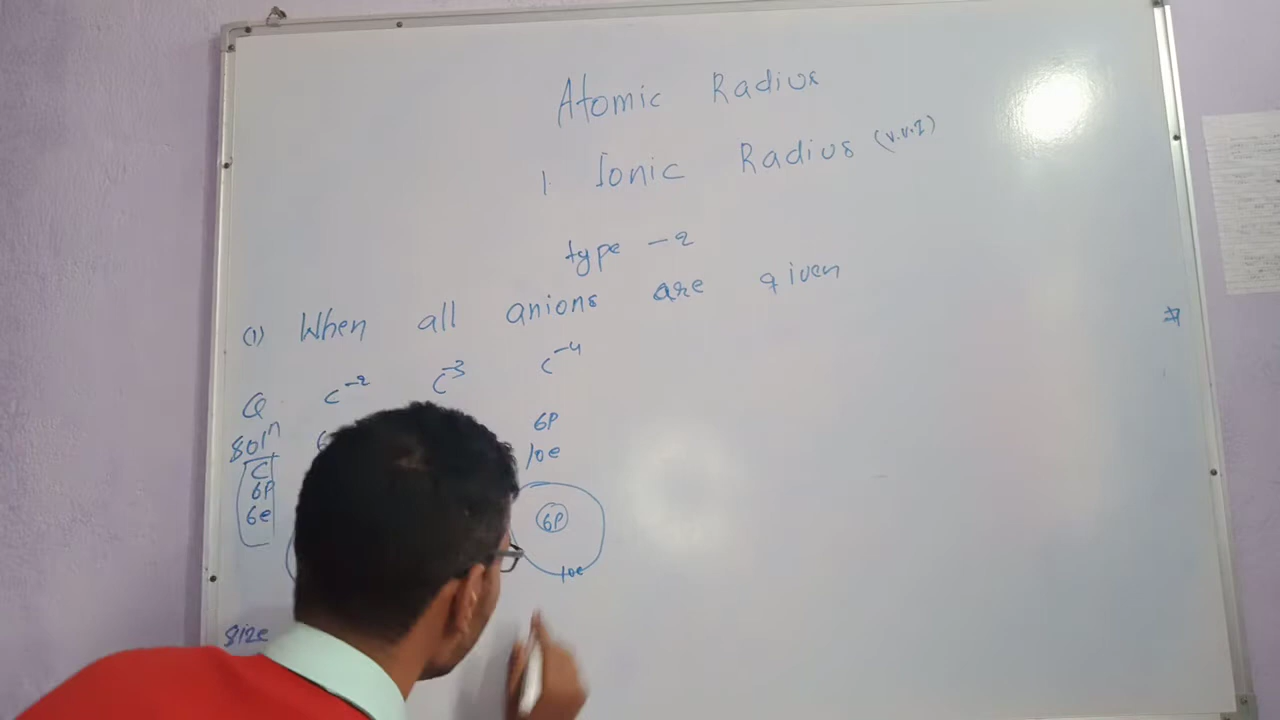 Atomic Radius
1. Ionic Radius (v.v.I)
type - 2
(1) When all anions are given
Q C⁻² C⁻³ C⁻⁴
Soln 6 6P
C 10e
6P 6P
6e 10e
size